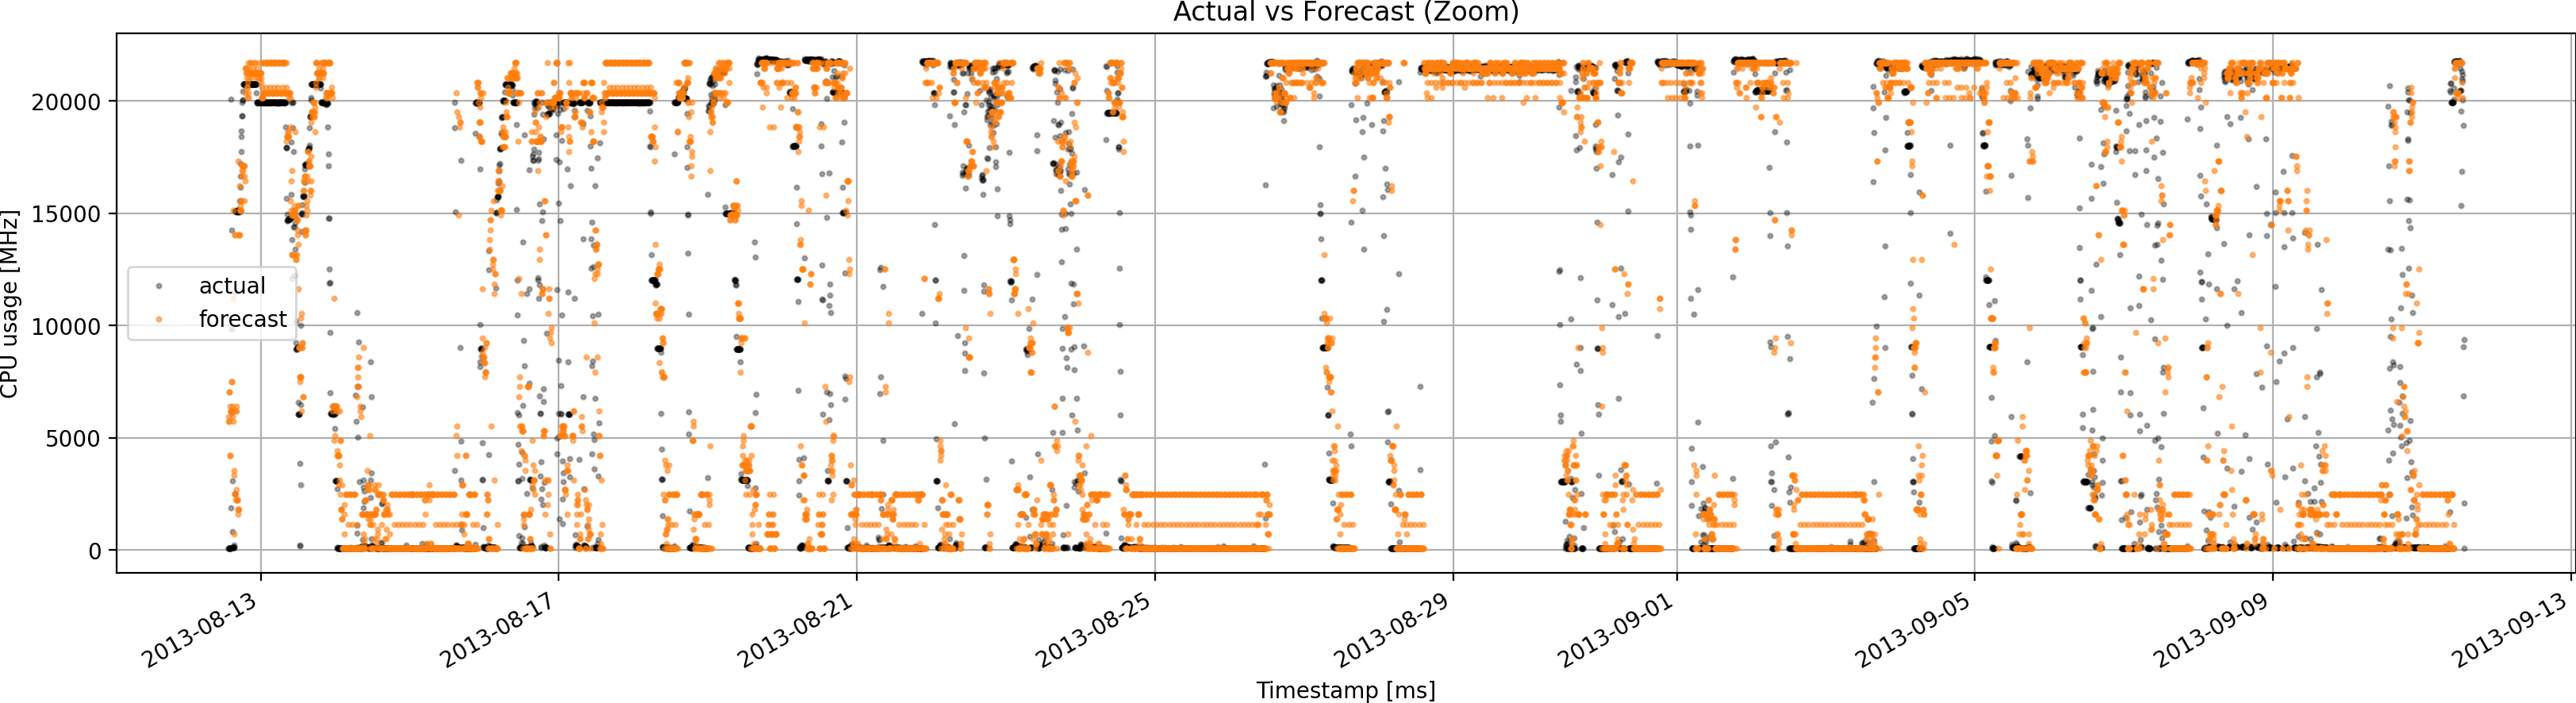 Actual vs Forecast (Zoom)
CPU usage [MHz]
20000
15000
10000
5000
0
actual
forecast
2013-08-13
2013-08-17
2013-08-21
2013-08-25
2013-08-29
2013-09-01
2013-09-05
2013-09-09
2013-09-13
Timestamp [ms]